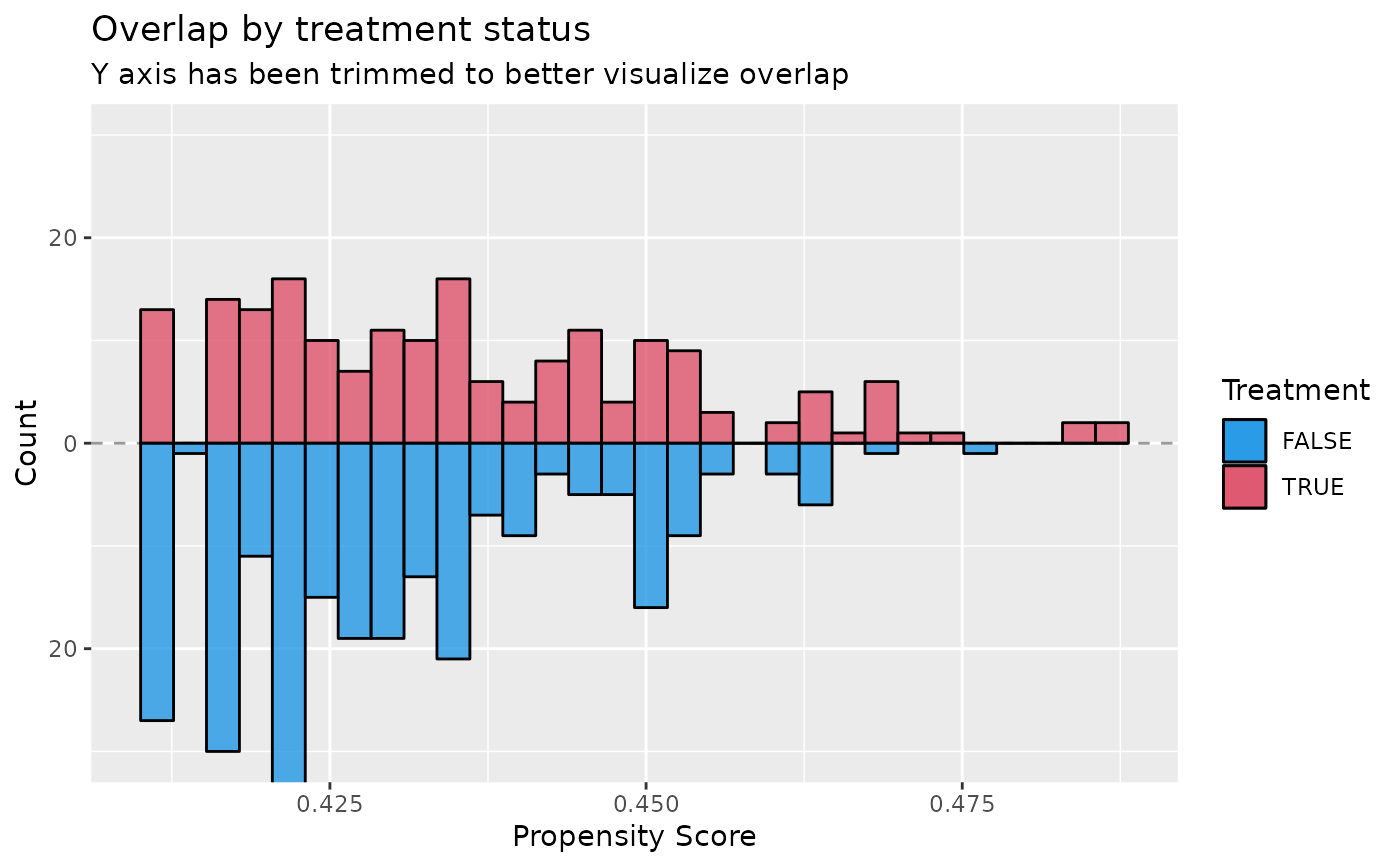 Overlap by treatment status
Y axis has been trimmed to better visualize overlap
20
0
20
Count
0.425
0.450
0.475
Propensity Score
Treatment
FALSE
TRUE